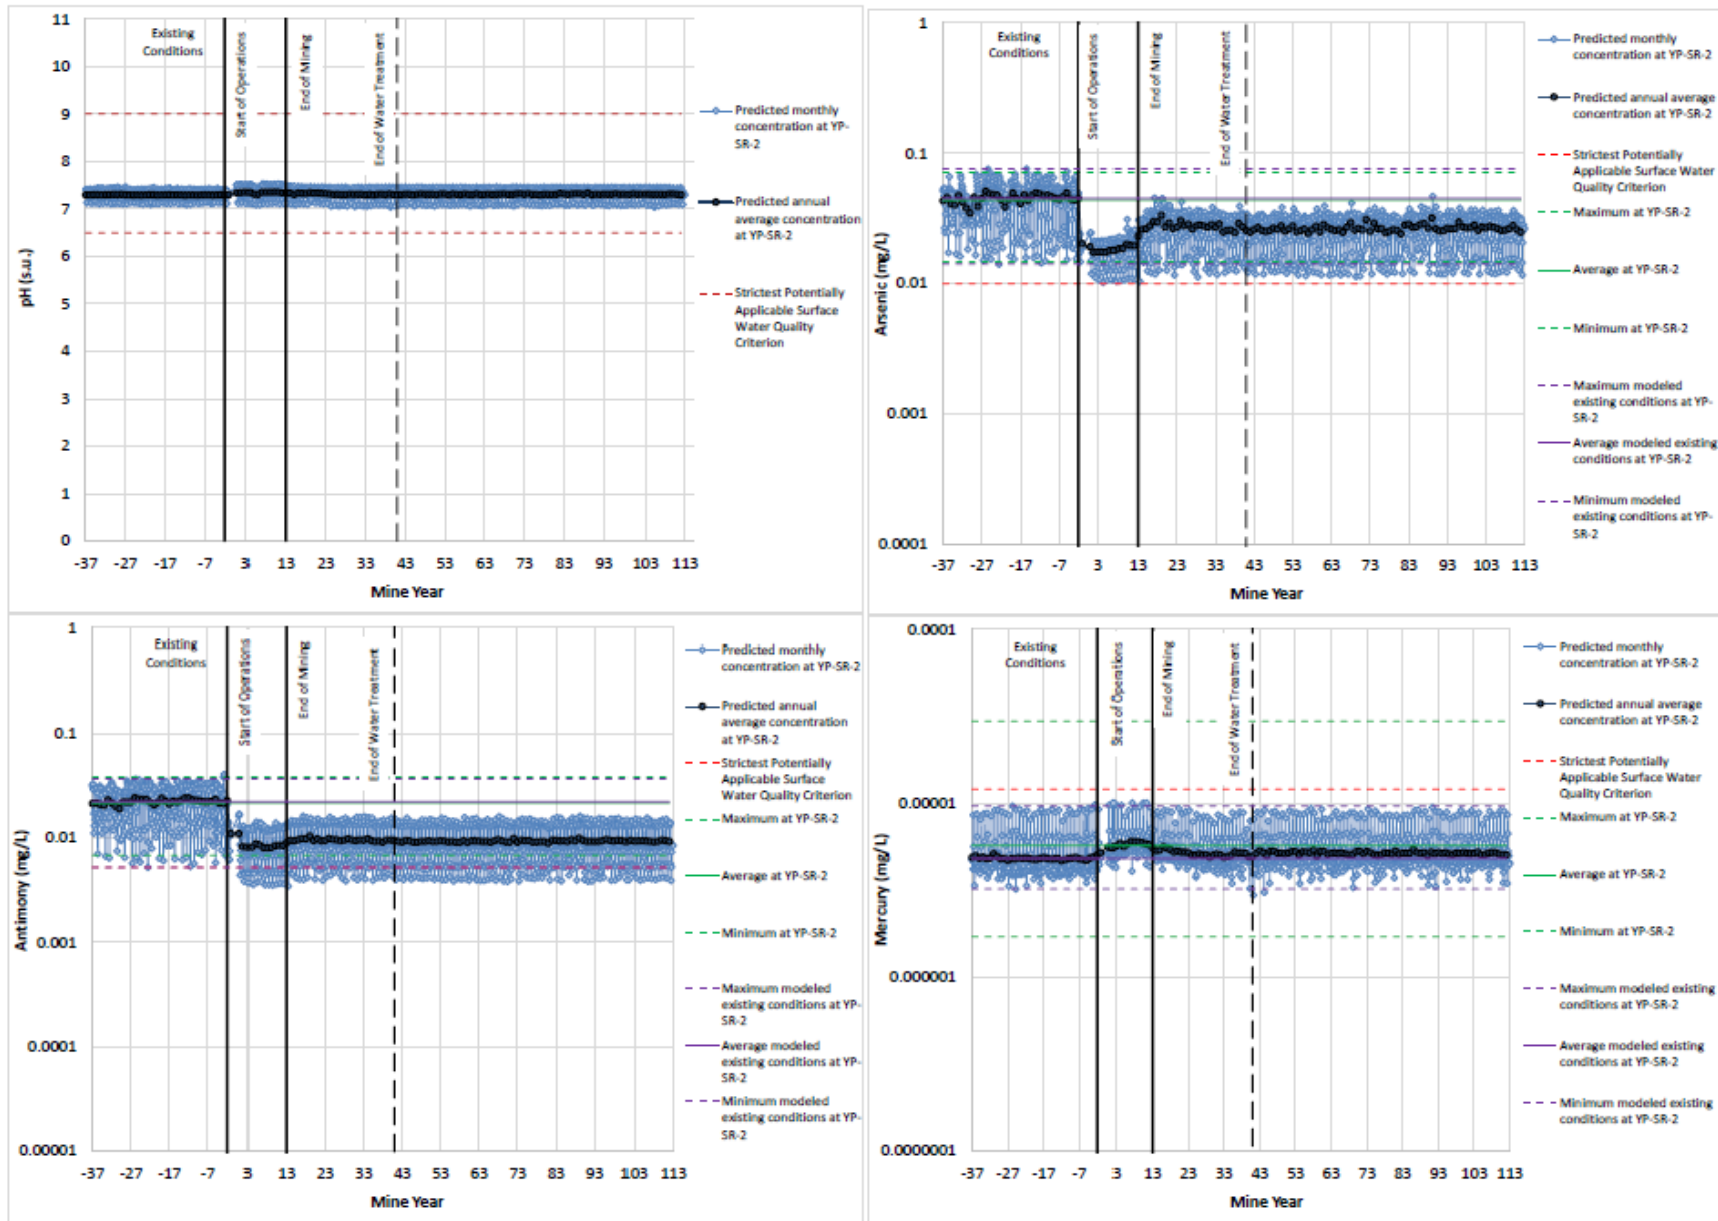 11
10
9
8
7
6
5
4
3
2
1
0
pH (s.u.)
Existing
Conditions
Start of Operations
End of Mining
End of Water Treatment
-37 -27 -17 -7 3 13 23 33 43 53 63 73 83 93 103 113
Mine Year
Predicted monthly
concentration at YP-
SR-2
Predicted annual
average concentration
at YP-SR-2
Strictest Potentially
Applicable Surface
Water Quality
Criterion
1
0.1
0.01
0.001
0.0001
Arsenic (mg/L)
Existing
Conditions
Start of Operations
End of Mining
End of Water Treatment
-37 -27 -17 -7 3 13 23 33 43 53 63 73 83 93 103 113
Mine Year
Predicted monthly
concentration at YP-SR-2
Predicted annual average
concentration at YP-SR-2
Strictest Potentially
Applicable Surface Water
Quality Criterion
Maximum at YP-SR-2
Average at YP-SR-2
Minimum at YP-SR-2
Maximum modeled
existing conditions at YP-
SR-2
Average modeled existing
conditions at YP-SR-2
Minimum modeled
existing conditions at YP-
SR-2
1
0.1
0.01
0.001
0.0001
0.00001
Antimony (mg/L)
Existing
Conditions
Start of Operations
End of Mining
End of Water Treatment
-37 -27 -17 -7 3 13 23 33 43 53 63 73 83 93 103 113
Mine Year
Predicted monthly
concentration at YP-SR-2
Predicted annual
average concentration
at YP-SR-2
Strictest Potentially
Applicable Surface
Water Quality Criterion
Maximum at YP-SR-2
Average at YP-SR-2
Minimum at YP-SR-2
Maximum modeled
existing conditions at YP-
SR-2
Average modeled
existing conditions at YP-
SR-2
Minimum modeled
existing conditions at YP-
SR-2
0.0001
0.00001
0.000001
0.0000001
Mercury (mg/L)
Existing
Conditions
Start of Operations
End of Mining
End of Water Treatment
-37 -27 -17 -7 3 13 23 33 43 53 63 73 83 93 103 113
Mine Year
Predicted monthly
concentration at YP-SR-2
Predicted annual average
concentration at YP-SR-2
Strictest Potentially
Applicable Surface Water
Quality Criterion
Maximum at YP-SR-2
Average at YP-SR-2
Minimum at YP-SR-2
Maximum modeled existing
conditions at YP-SR-2
Average modeled existing
conditions at YP-SR-2
Minimum modeled existing
conditions at YP-SR-2